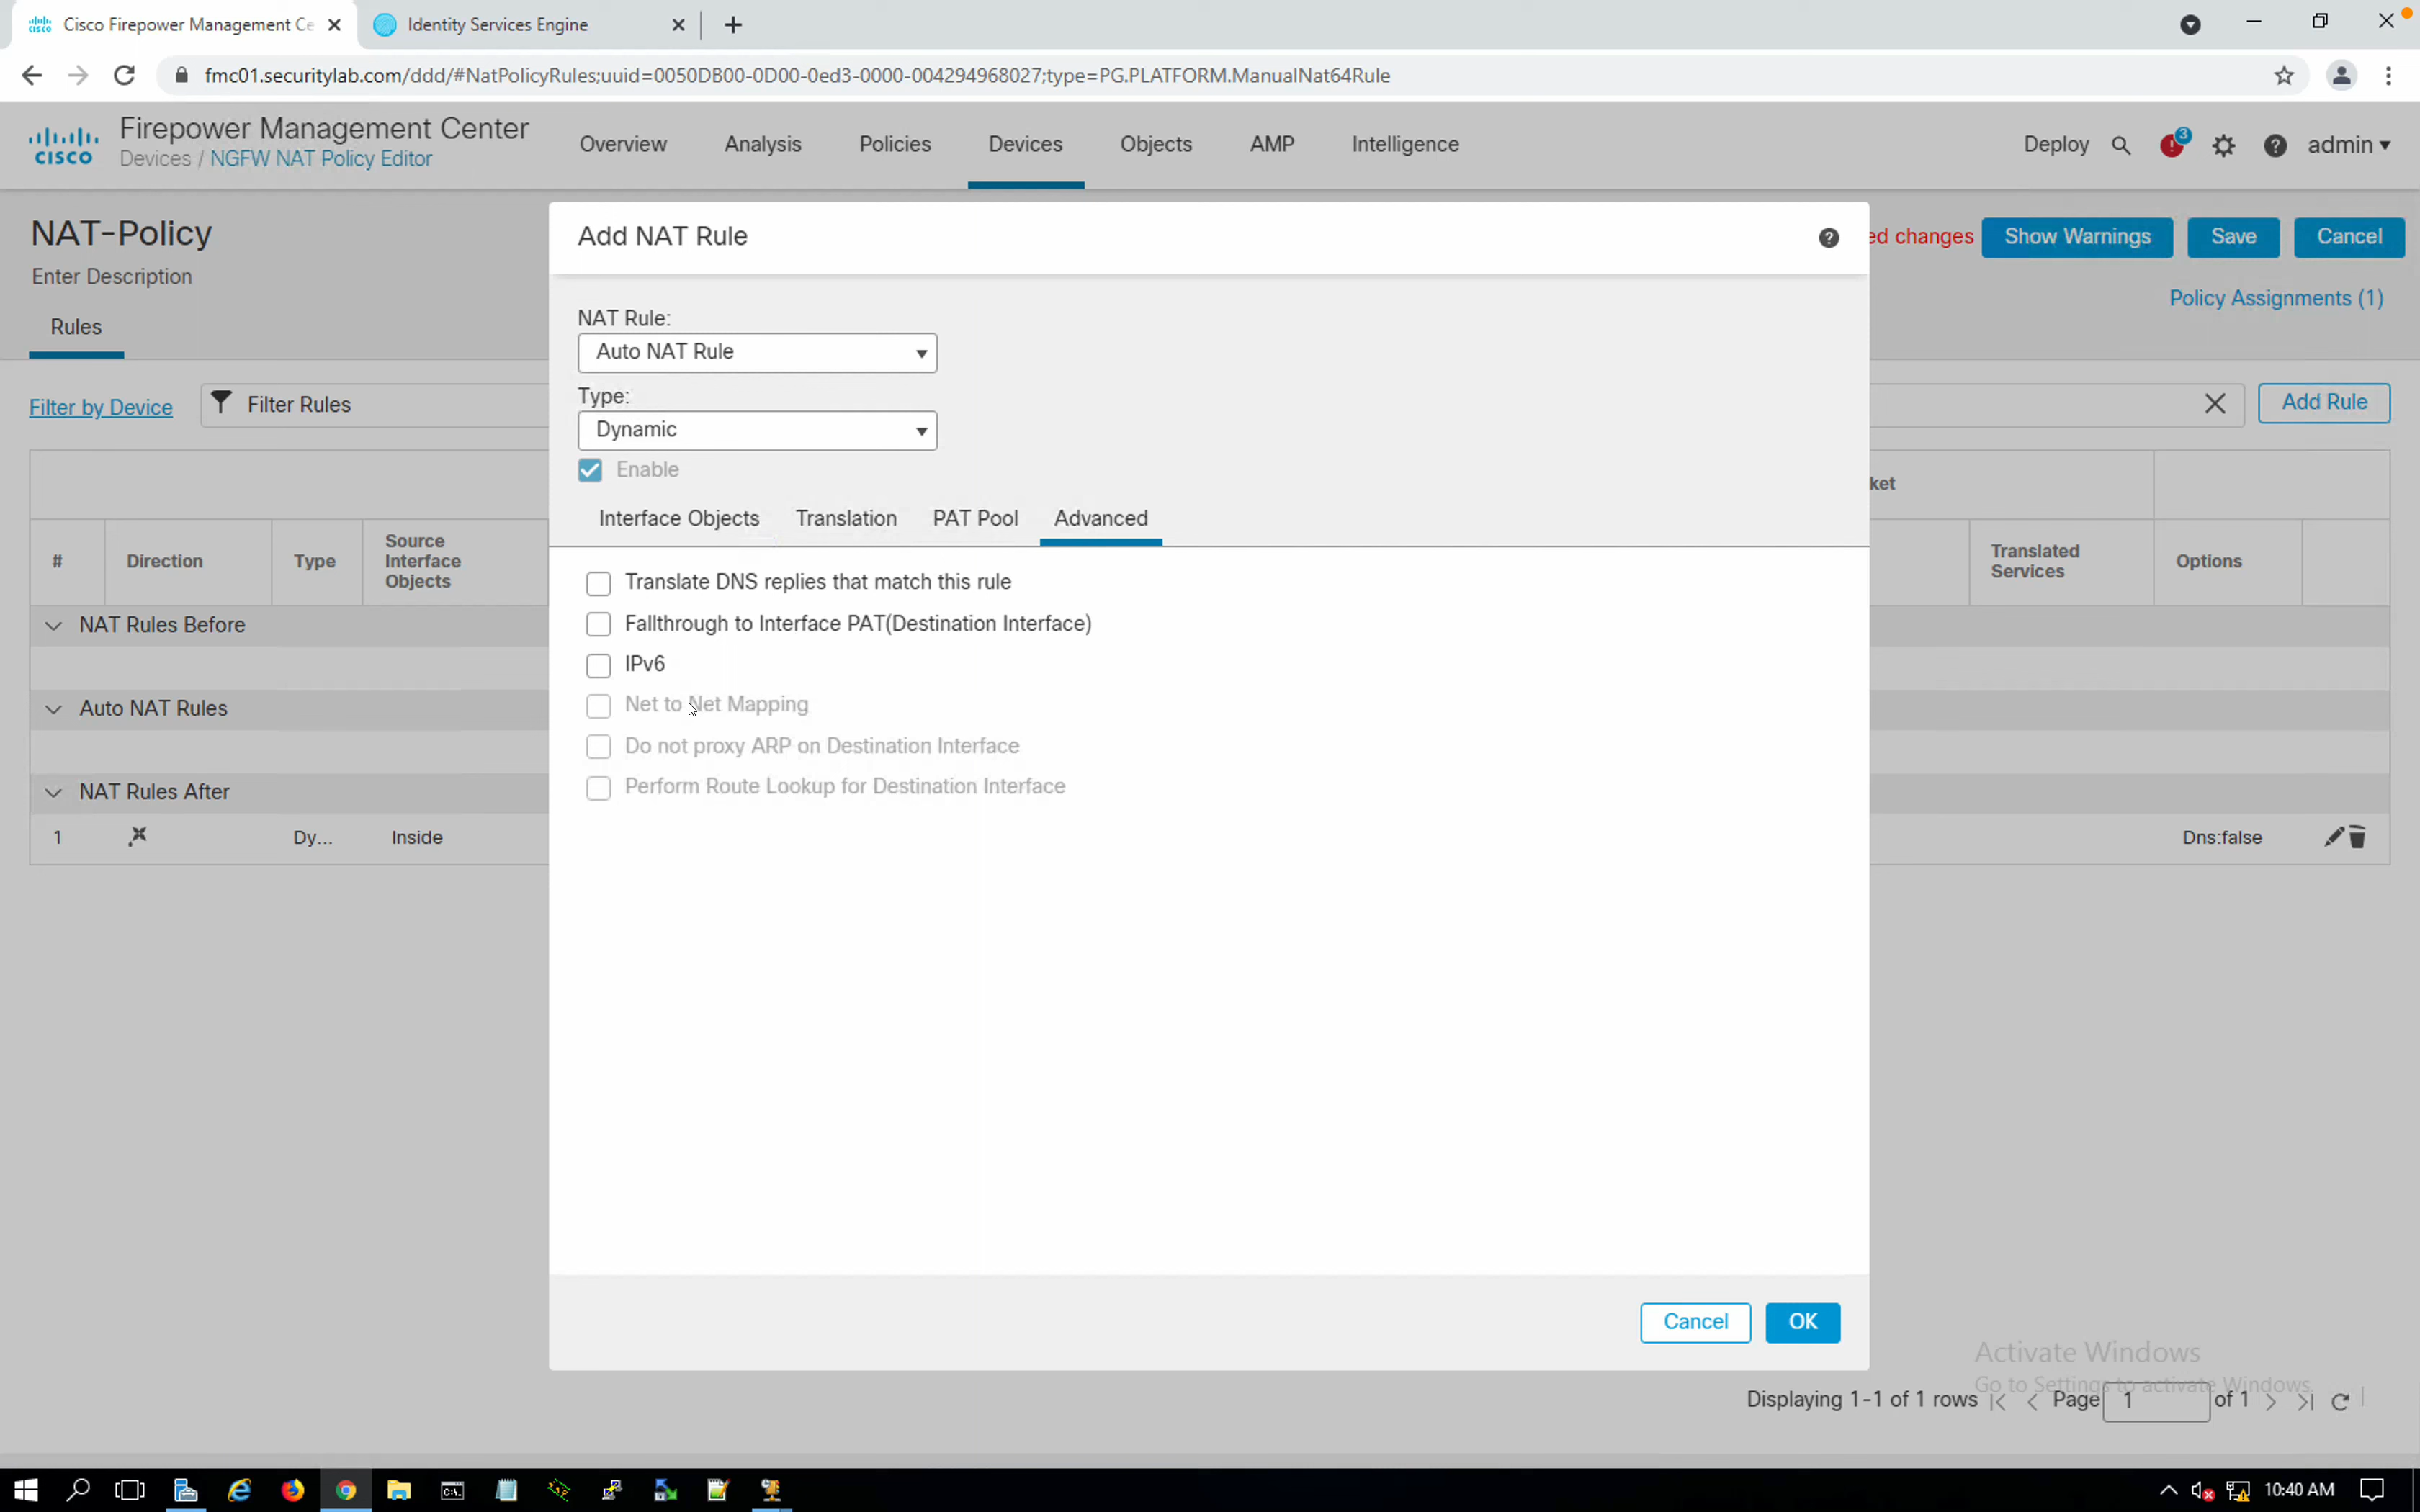 Cisco Firepower Management Ce
Identity Services Engine
fmc01.securitylab.com/ddd/#NatPolicyRules;uuid=0050DB00-0D00-0ed3-0000-004294968027;type=PG.PLATFORM.ManualNat64Rule
CISCO
Firepower Management Center
Devices / NGFW NAT Policy Editor
Overview
Analysis
Policies
Devices
Objects
AMP
Intelligence
Deploy
3
admin
NAT-Policy
Enter Description
ed changes
Show Warnings
Save
Cancel
Policy Assignments (1)
Rules
Filter by Device
Filter Rules
Add Rule
ket
#
Direction
Type
Source
Interface
Objects
Translated
Services
Options
NAT Rules Before
Auto NAT Rules
NAT Rules After
1
Dy...
Inside
Dns:false
Add NAT Rule
NAT Rule:
Auto NAT Rule
Type:
Dynamic
Enable
Interface Objects
Translation
PAT Pool
Advanced
Translate DNS replies that match this rule
Fallthrough to Interface PAT(Destination Interface)
IPv6
Net to Net Mapping
Do not proxy ARP on Destination Interface
Perform Route Lookup for Destination Interface
Cancel
OK
Activate Windows
Go to Settings to activate Windows.
Displaying 1-1 of 1 rows
Page
1
of 1
10:40 AM